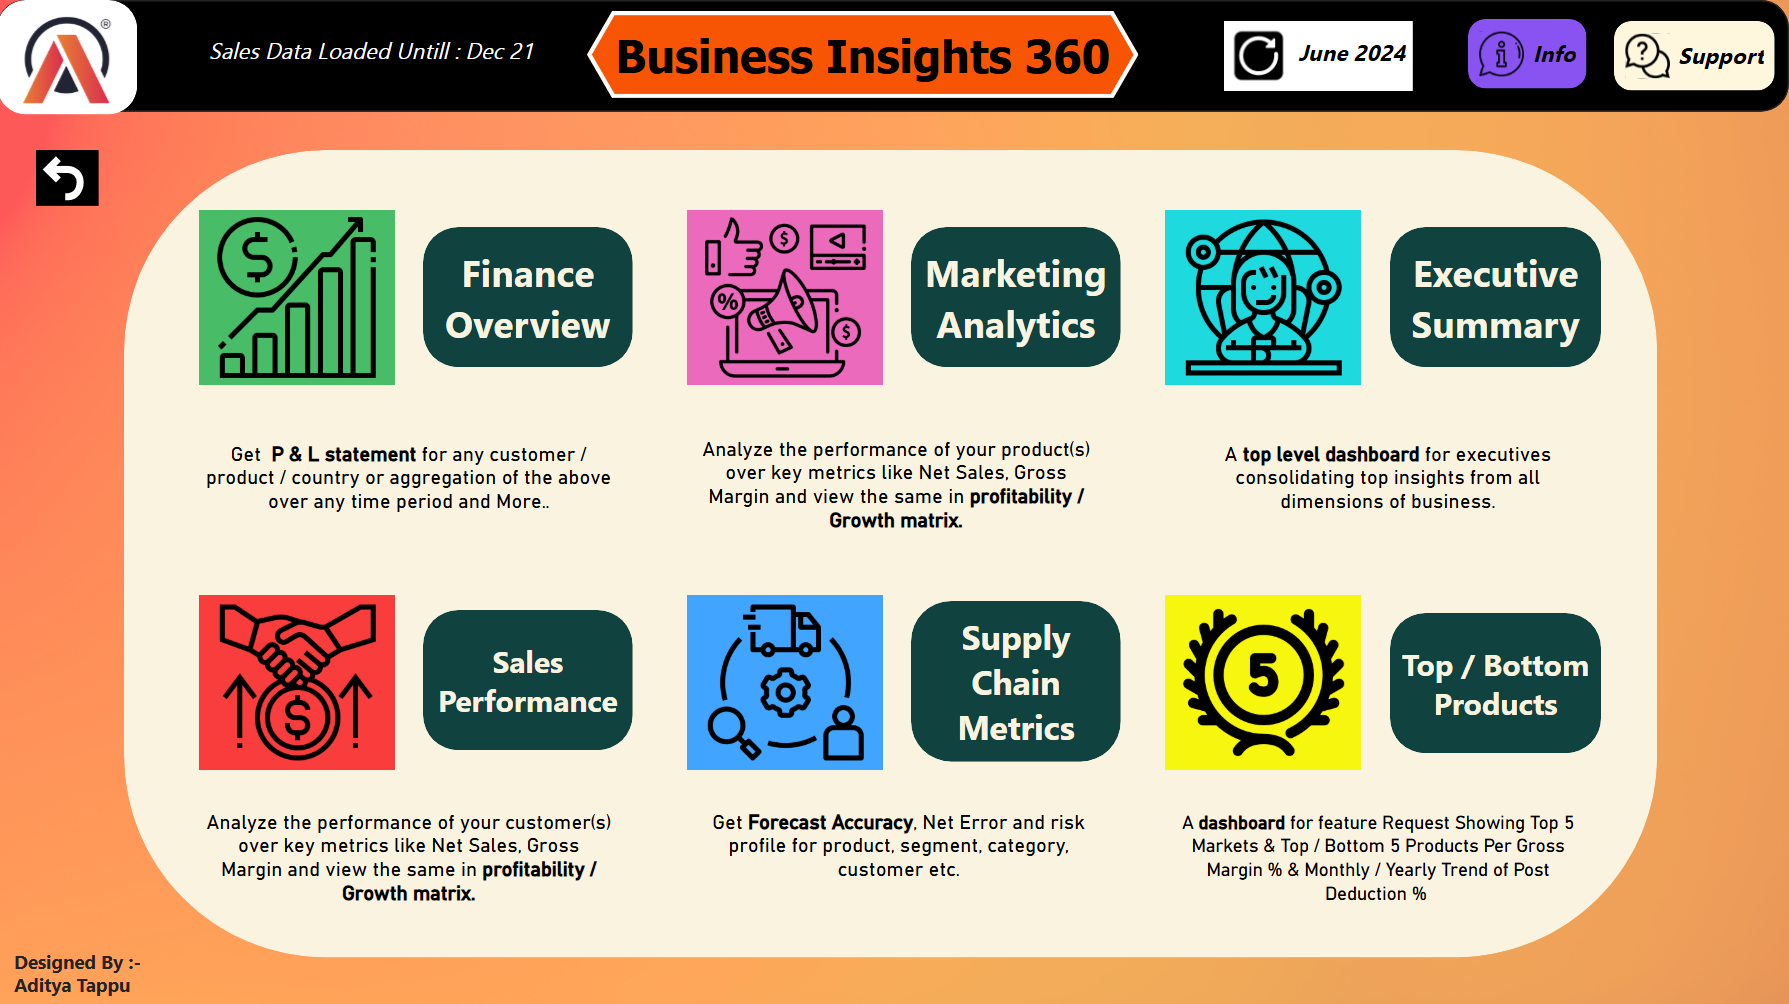 ®
Sales Data Loaded Untill : Dec 21
Business Insights 360
June 2024
Info
Support
Finance
Overview
Marketing
Analytics
Executive
Summary
Get P & L statement for any customer /
product / country or aggregation of the above
over any time period and More..
Analyze the performance of your product(s)
over key metrics like Net Sales, Gross
Margin and view the same in profitability /
Growth matrix.
A top level dashboard for executives
consolidating top insights from all
dimensions of business.
Sales
Performance
Supply
Chain
Metrics
5
Top / Bottom
Products
Analyze the performance of your customer(s)
over key metrics like Net Sales, Gross
Margin and view the same in profitability /
Growth matrix.
Get Forecast Accuracy, Net Error and risk
profile for product, segment, category,
customer etc.
A dashboard for feature Request Showing Top 5
Markets & Top / Bottom 5 Products Per Gross
Margin % & Monthly / Yearly Trend of Post
Deduction %
Designed By :-
Aditya Tappu